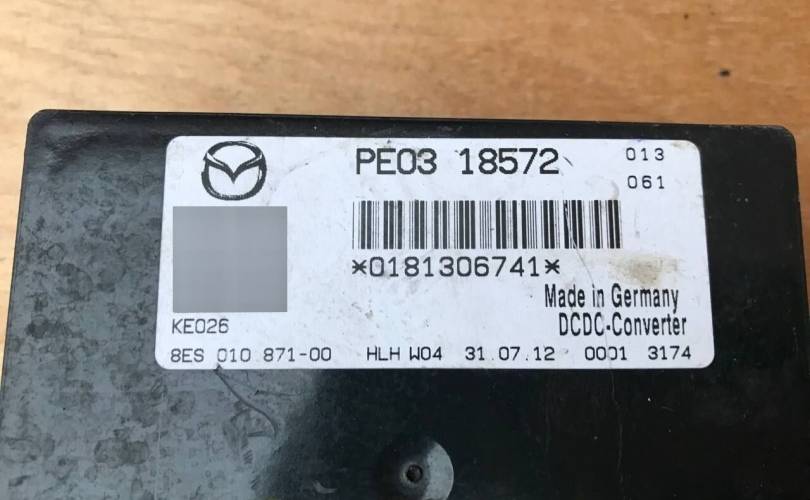 PE03 18572
013
061
*0181306741*
Made in Germany
DCDC-Converter
KE026
8ES 010 871-00 HLH W04 31.07.12 0001 3174